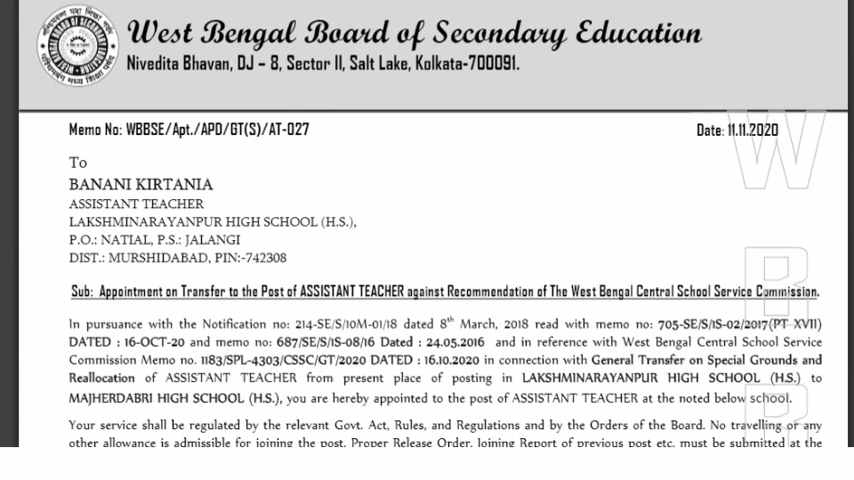 West Bengal Board of Secondary Education
Nivedita Bhavan, DJ – 8, Sector II, Salt Lake, Kolkata-700091.
Memo No: WBBSE/Apt./APD/GT(S)/AT-027 Date: 11.11.2020
To
BANANI KIRTANIA
ASSISTANT TEACHER
LAKSHMINARAYANPUR HIGH SCHOOL (H.S.),
P.O.: NATIAL, P.S.: JALANGI
DIST.: MURSHIDABAD, PIN:-742308
Sub: Appointment on Transfer to the Post of ASSISTANT TEACHER against Recommendation of The West Bengal Central School Service Commission.
In pursuance with the Notification no: 214-SE/S/10M-01/18 dated 8th March, 2018 read with memo no: 705-SE/S/1S-02/2017(PT XVII)
DATED : 16-OCT-20 and memo no: 687/SE/S/1S-08/16 Dated : 24.05.2016 and in reference with West Bengal Central School Service
Commission Memo no. 1183/SPL-4303/CSSC/GT/2020 DATED : 16.10.2020 in connection with General Transfer on Special Grounds and
Reallocation of ASSISTANT TEACHER from present place of posting in LAKSHMINARAYANPUR HIGH SCHOOL (H.S.) to
MAJHERDABRI HIGH SCHOOL (H.S.), you are hereby appointed to the post of ASSISTANT TEACHER at the noted below school.
Your service shall be regulated by the relevant Govt. Act, Rules, and Regulations and by the Orders of the Board. No travelling or any
other allowance is admissible for joining the post. Proper Release Order, Joining Report of previous post etc. must be submitted at the
W
B
B